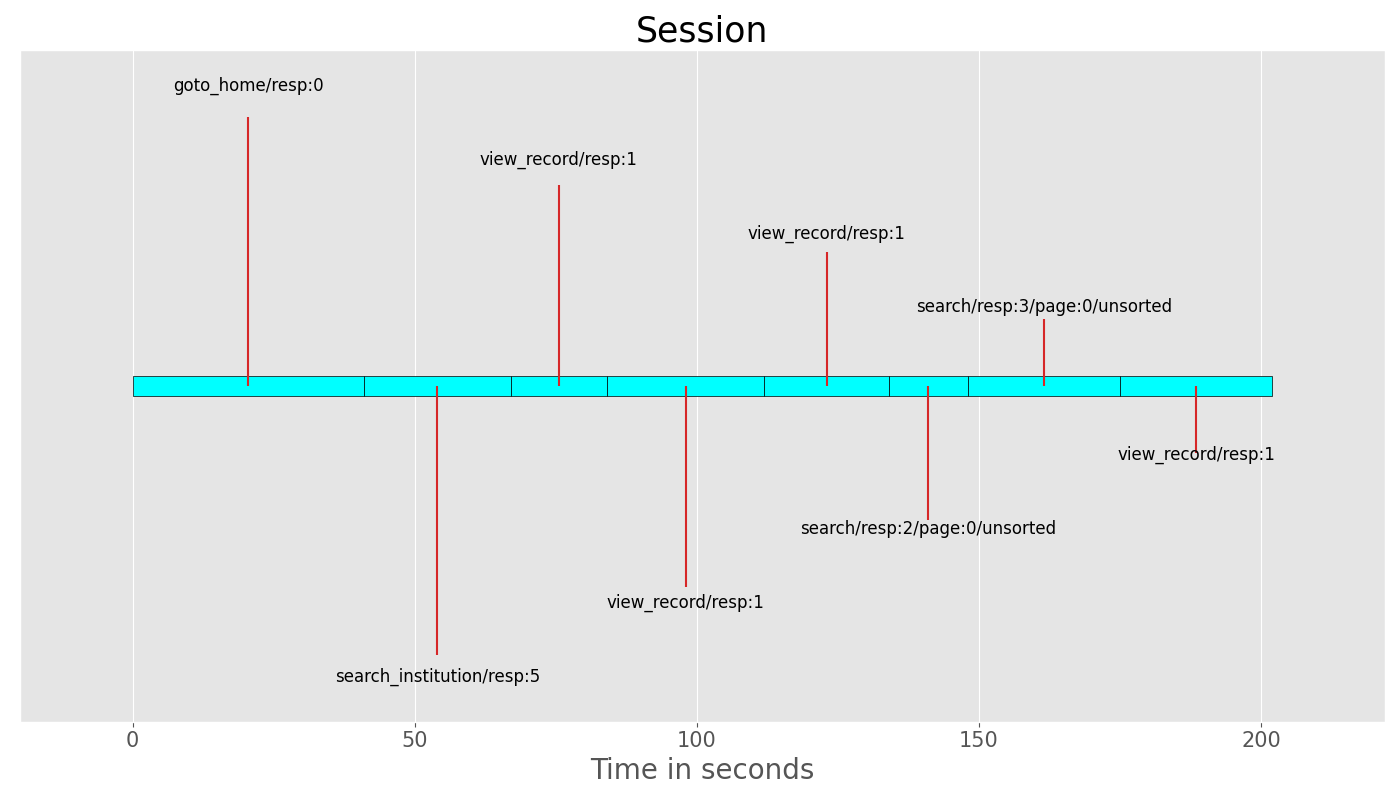 Session
goto_home/resp:0
view_record/resp:1
view_record/resp:1
search/resp:3/page:0/unsorted
view_record/resp:1
search/resp:2/page:0/unsorted
view_record/resp:1
search_institution/resp:5
0 50 100 150 200
Time in seconds